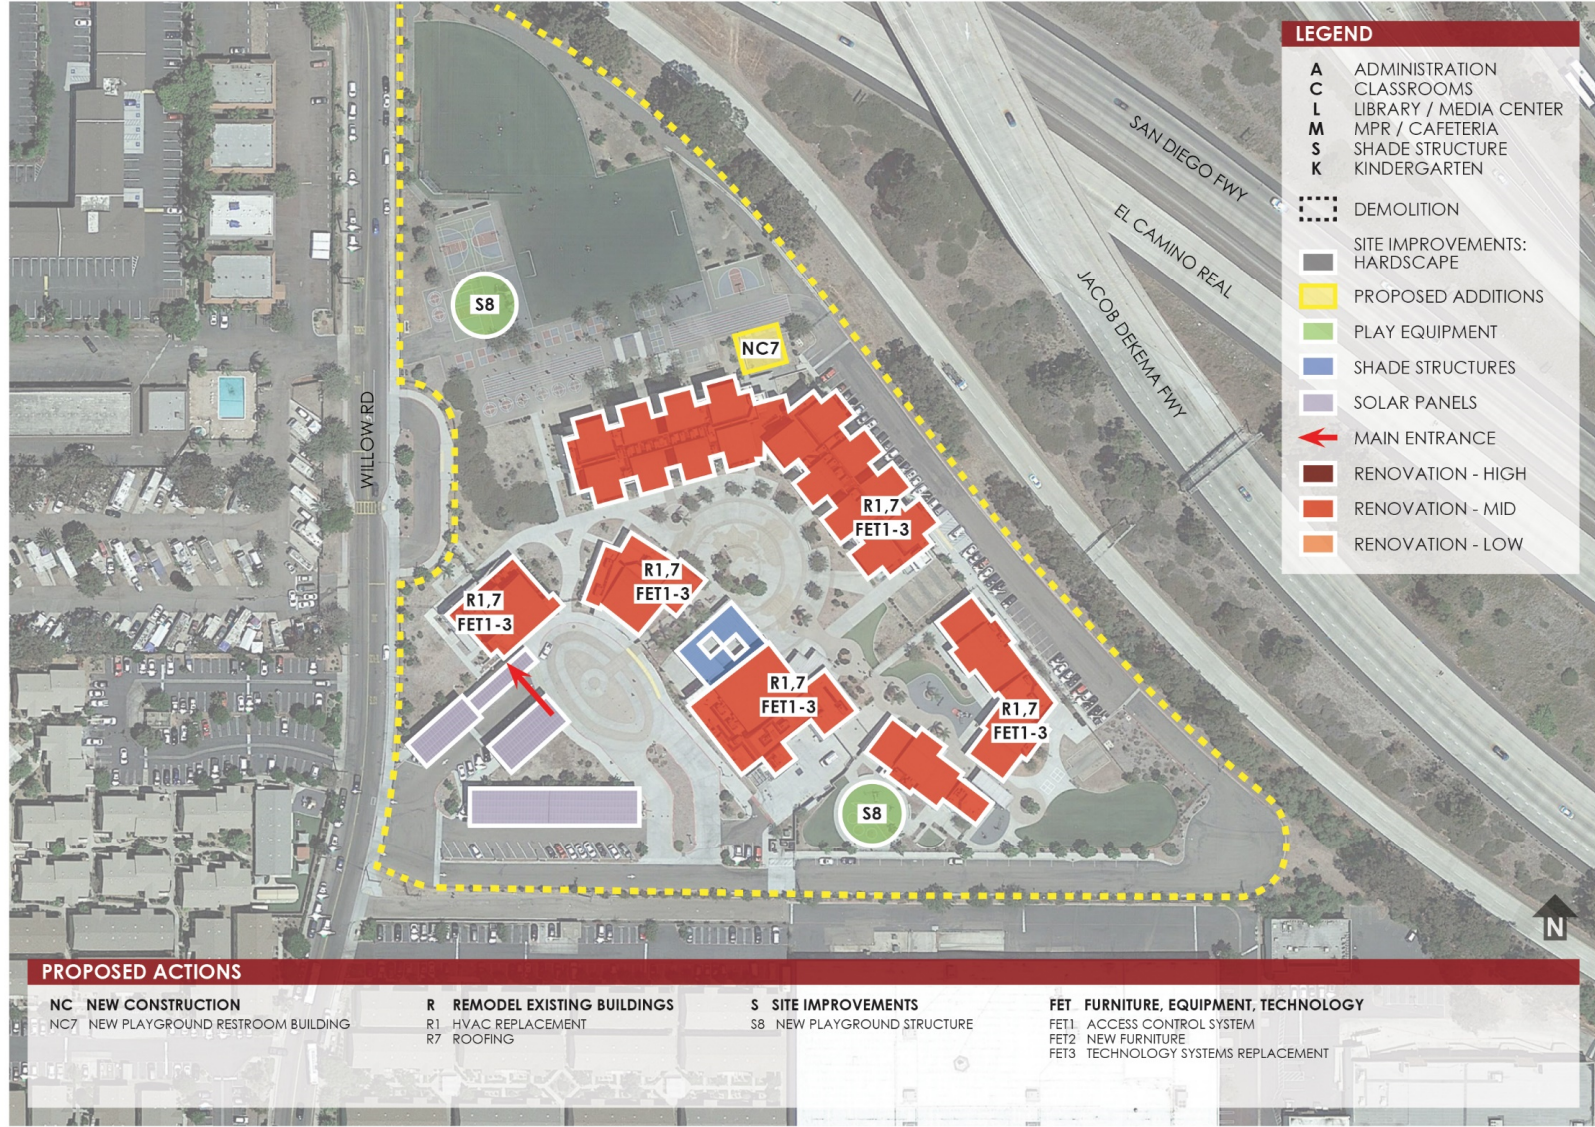 LEGEND
A ADMINISTRATION
C CLASSROOMS
L LIBRARY / MEDIA CENTER
M MPR / CAFETERIA
S SHADE STRUCTURE
K KINDERGARTEN
DEMOLITION
SITE IMPROVEMENTS:
HARDSCAPE
PROPOSED ADDITIONS
PLAY EQUIPMENT
SHADE STRUCTURES
SOLAR PANELS
MAIN ENTRANCE
RENOVATION - HIGH
RENOVATION - MID
RENOVATION - LOW
SAN DIEGO FWY
EL CAMINO REAL
JACOB DEKEMA FWY
WILLOW RD
S8
NC7
R1,7
FET1-3
R1,7
FET1-3
R1,7
FET1-3
R1,7
FET1-3
R1,7
FET1-3
S8
N
PROPOSED ACTIONS
NC NEW CONSTRUCTION
NC7 NEW PLAYGROUND RESTROOM BUILDING
R REMODEL EXISTING BUILDINGS
R1 HVAC REPLACEMENT
R7 ROOFING
S SITE IMPROVEMENTS
S8 NEW PLAYGROUND STRUCTURE
FET FURNITURE, EQUIPMENT, TECHNOLOGY
FET1 ACCESS CONTROL SYSTEM
FET2 NEW FURNITURE
FET3 TECHNOLOGY SYSTEMS REPLACEMENT